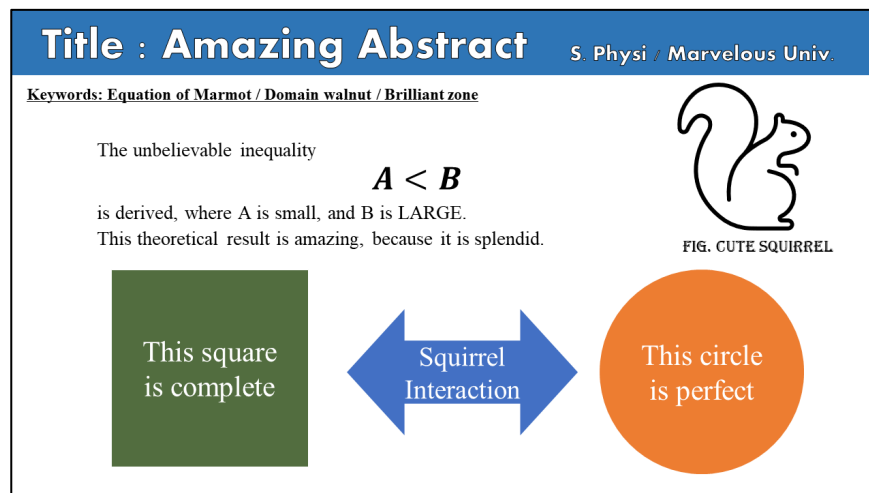 Title : Amazing Abstract S. Physi / Marvelous Univ.
Keywords: Equation of Marmot / Domain walnut / Brilliant zone
The unbelievable inequality
A < B
is derived, where A is small, and B is LARGE.
This theoretical result is amazing, because it is splendid.
FIG. CUTE SQUIRREL
This square
is complete
Squirrel
Interaction
This circle
is perfect